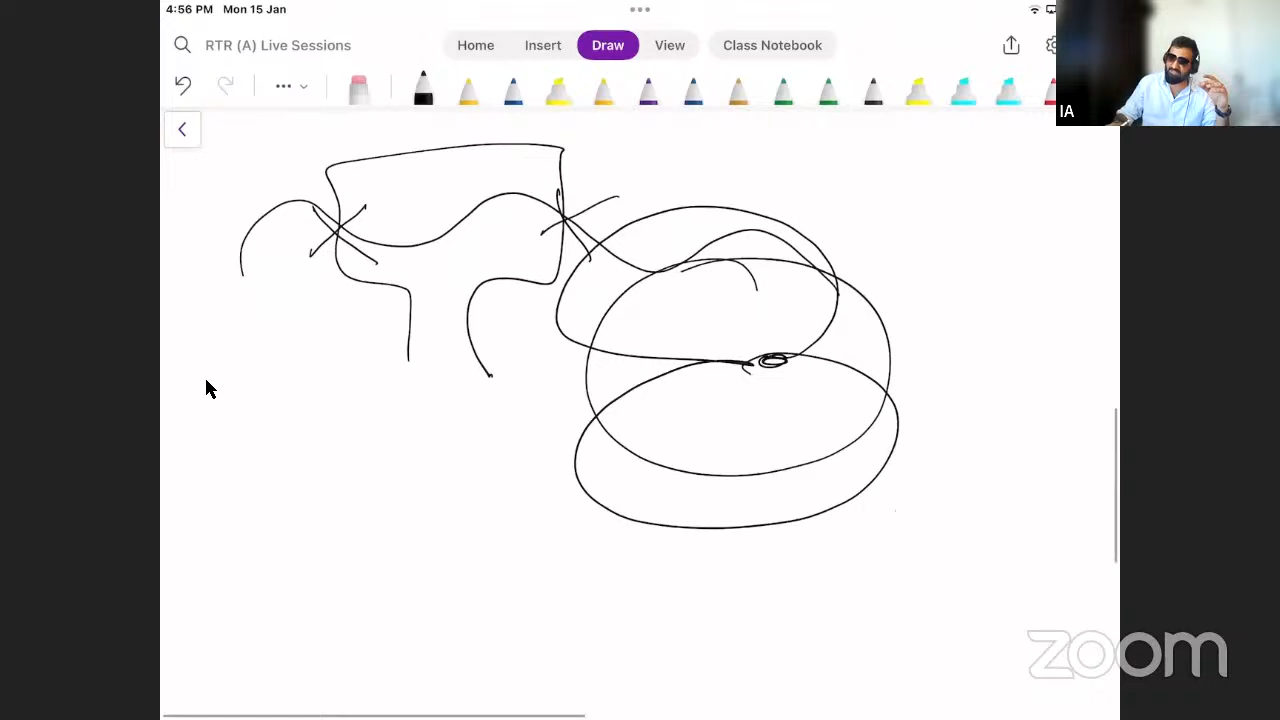 4:56 PM Mon 15 Jan
RTR (A) Live Sessions
Home Insert Draw View Class Notebook
IA
zoom